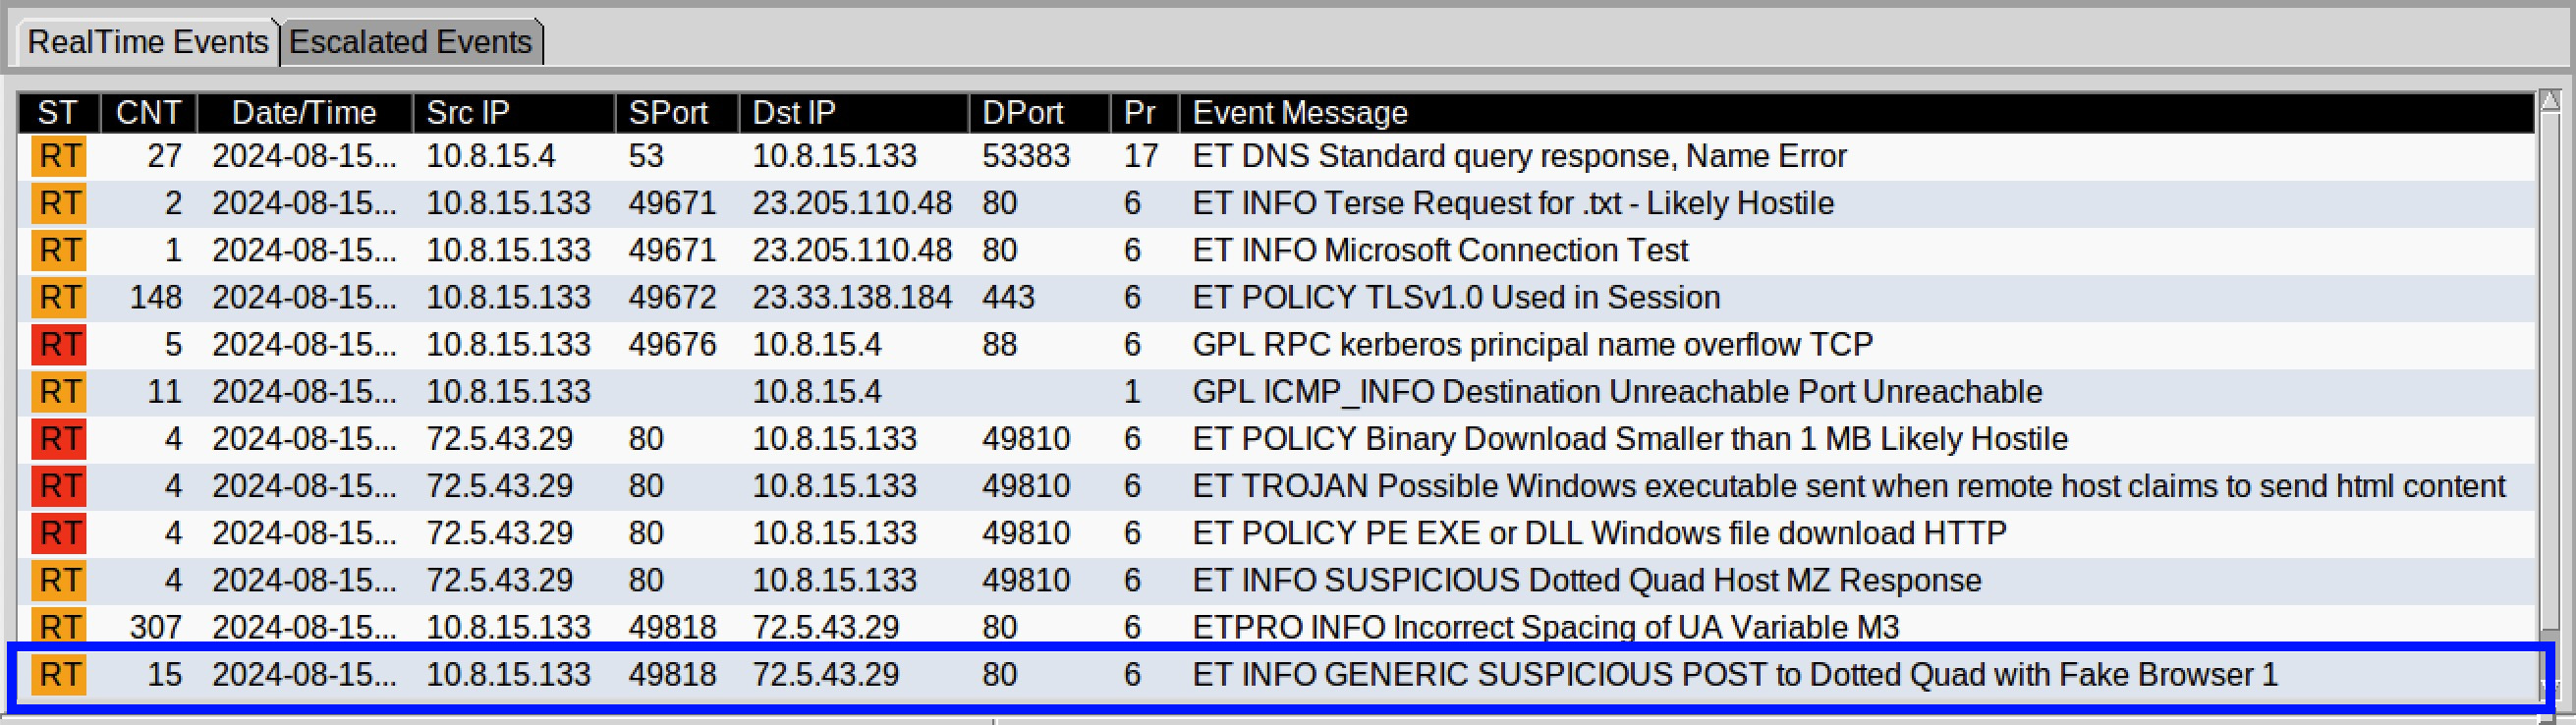 RealTime Events Escalated Events
ST CNT Date/Time Src IP SPort Dst IP DPort Pr Event Message
RT 27 2024-08-15... 10.8.15.4 53 10.8.15.133 53383 17 ET DNS Standard query response, Name Error
RT 2 2024-08-15... 10.8.15.133 49671 23.205.110.48 80 6 ET INFO Terse Request for .txt - Likely Hostile
RT 1 2024-08-15... 10.8.15.133 49671 23.205.110.48 80 6 ET INFO Microsoft Connection Test
RT 148 2024-08-15... 10.8.15.133 49672 23.33.138.184 443 6 ET POLICY TLSv1.0 Used in Session
RT 5 2024-08-15... 10.8.15.133 49676 10.8.15.4 88 6 GPL RPC kerberos principal name overflow TCP
RT 11 2024-08-15... 10.8.15.133 10.8.15.4 1 GPL ICMP_INFO Destination Unreachable Port Unreachable
RT 4 2024-08-15... 72.5.43.29 80 10.8.15.133 49810 6 ET POLICY Binary Download Smaller than 1 MB Likely Hostile
RT 4 2024-08-15... 72.5.43.29 80 10.8.15.133 49810 6 ET TROJAN Possible Windows executable sent when remote host claims to send html content
RT 4 2024-08-15... 72.5.43.29 80 10.8.15.133 49810 6 ET POLICY PE EXE or DLL Windows file download HTTP
RT 4 2024-08-15... 72.5.43.29 80 10.8.15.133 49810 6 ET INFO SUSPICIOUS Dotted Quad Host MZ Response
RT 307 2024-08-15... 10.8.15.133 49818 72.5.43.29 80 6 ETPRO INFO Incorrect Spacing of UA Variable M3
RT 15 2024-08-15... 10.8.15.133 49818 72.5.43.29 80 6 ET INFO GENERIC SUSPICIOUS POST to Dotted Quad with Fake Browser 1